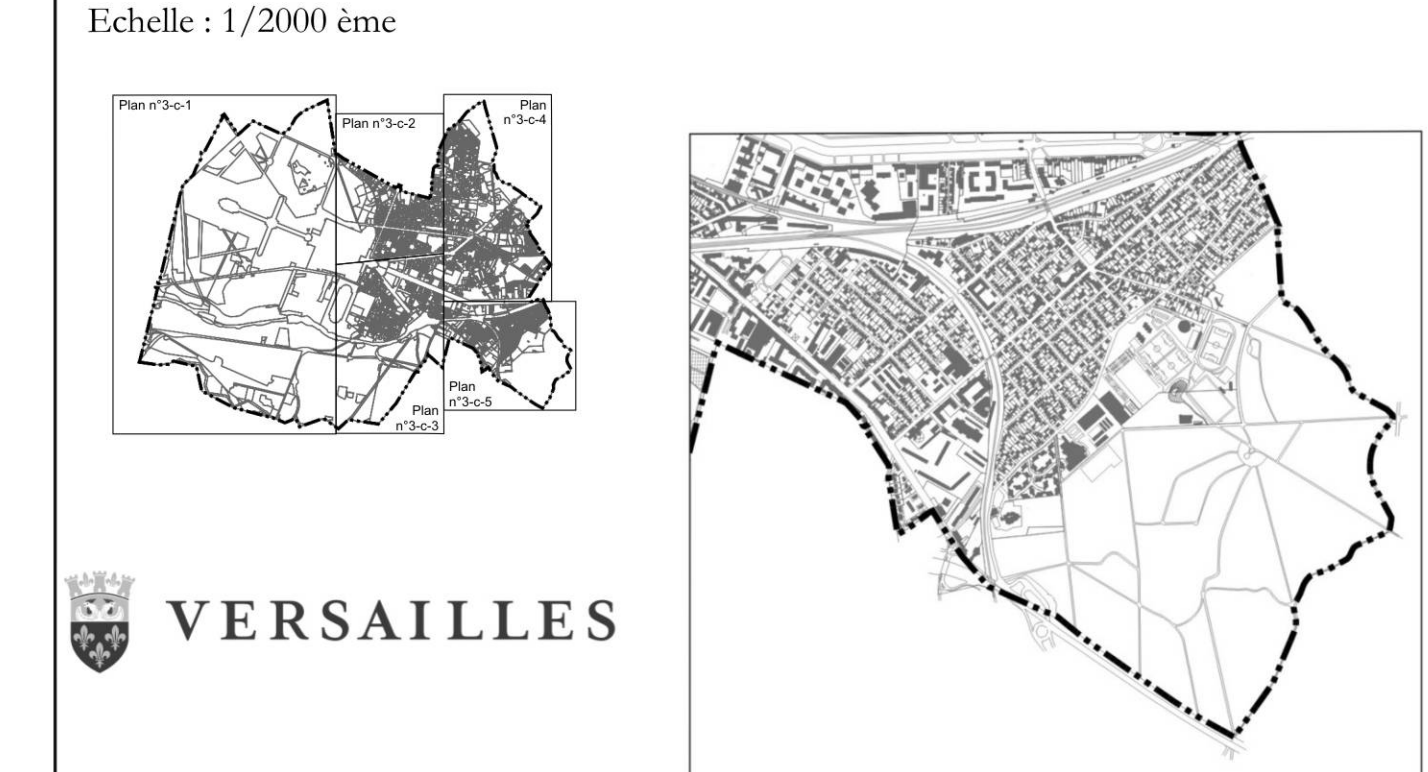 Echelle : 1/2000 ème
Plan n°3-c-1
Plan n°3-c-2
Plan
n°3-c-4
Plan
n°3-c-5
Plan
n°3-c-3
VERSAILLES